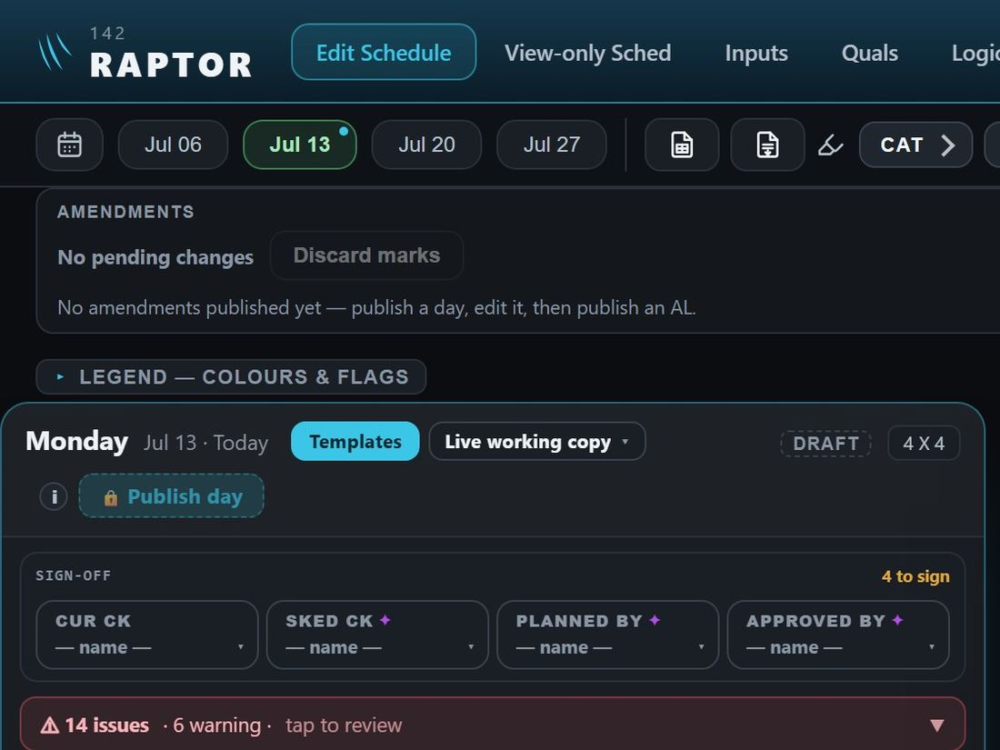 142
RAPTOR
Edit Schedule
View-only Sched
Inputs
Quals
Logic
Jul 06
Jul 13
Jul 20
Jul 27
CAT
AMENDMENTS
No pending changes
Discard marks
No amendments published yet — publish a day, edit it, then publish an AL.
LEGEND — COLOURS & FLAGS
Monday Jul 13 · Today
Templates
Live working copy
DRAFT
4 X 4
i
Publish day
SIGN-OFF
4 to sign
CUR CK
— name —
SKED CK
— name —
PLANNED BY
— name —
APPROVED BY
— name —
14 issues · 6 warning · tap to review